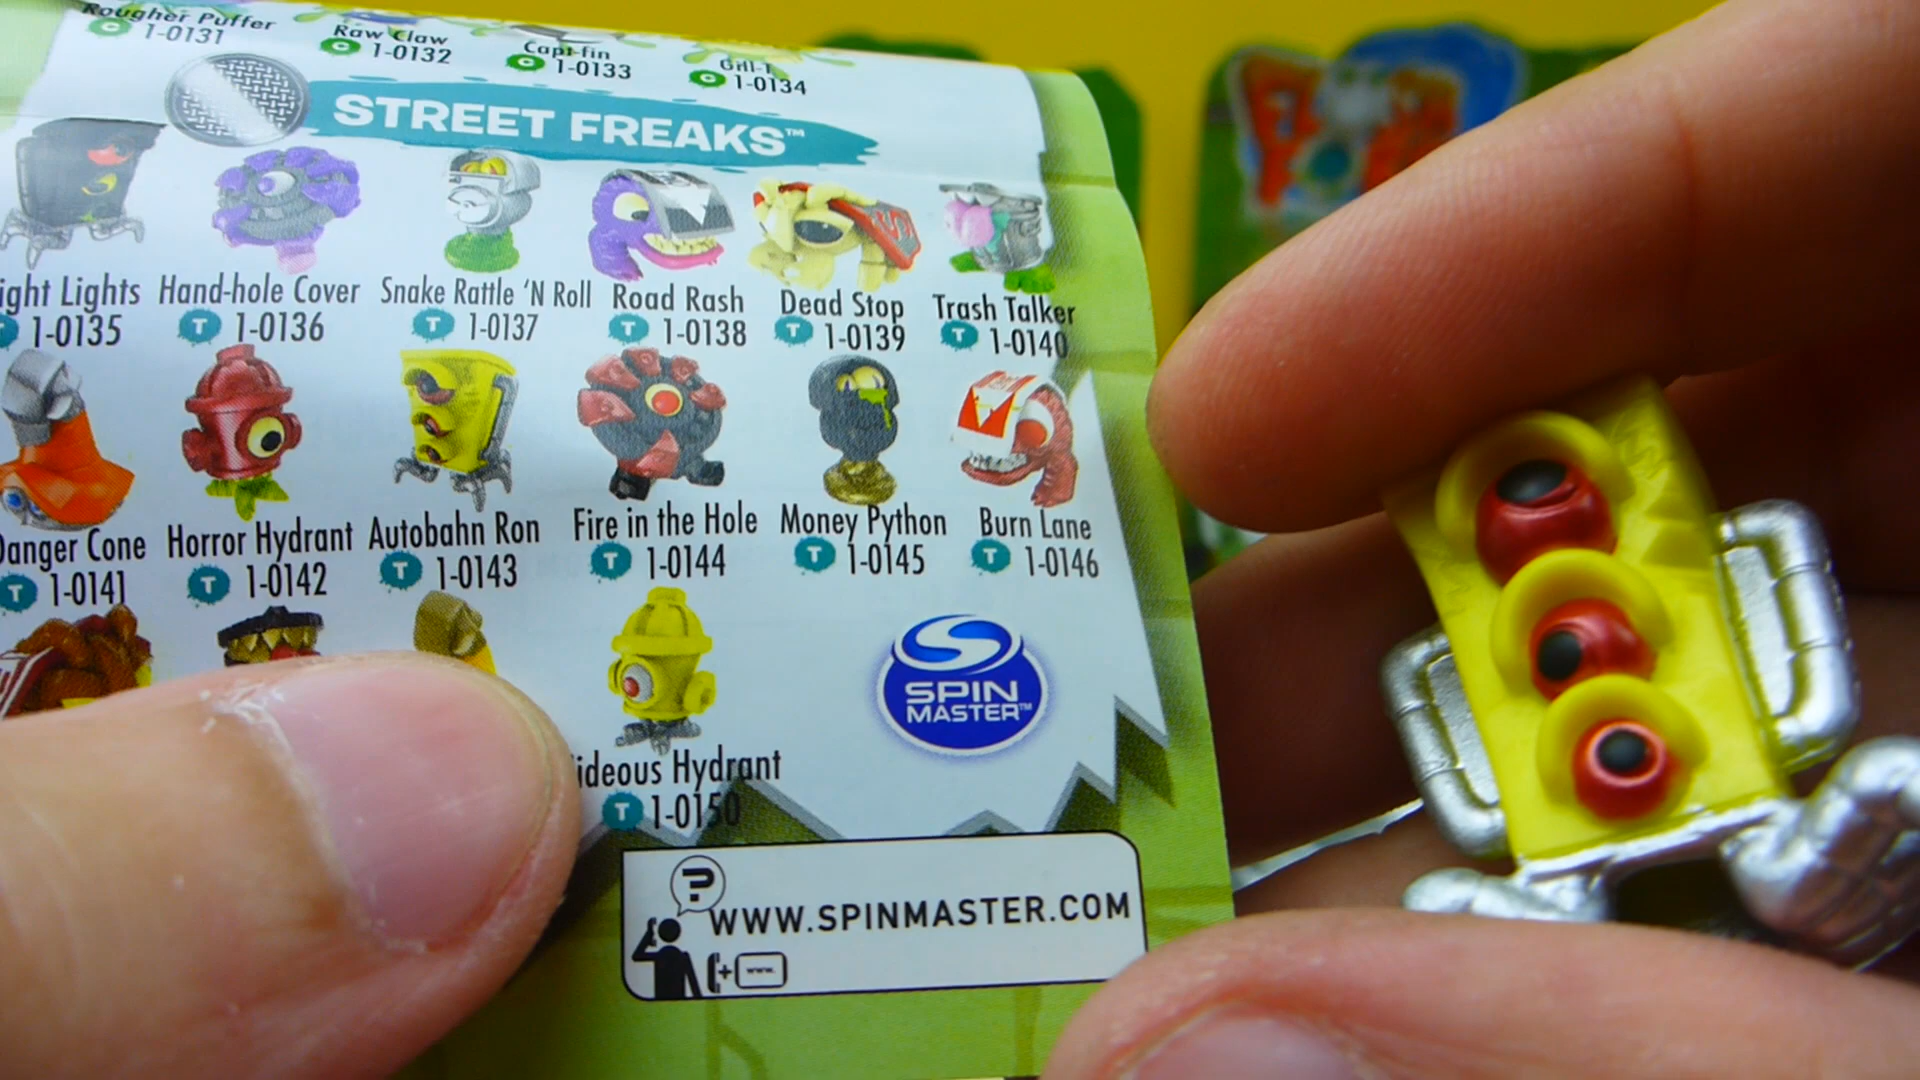 Rougher Puffer Raw Claw Capt-fin Gill-T
C 1-0131 C 1-0132 C 1-0133 C 1-0134
STREET FREAKS™
ight Lights Hand-hole Cover Snake Rattle ‘N Roll Road Rash Dead Stop Trash Talker
T 1-0135 T 1-0136 T 1-0137 T 1-0138 T 1-0139 T 1-0140
Danger Cone Horror Hydrant Autobahn Ron Fire in the Hole Money Python Burn Lane
T 1-0141 T 1-0142 T 1-0143 T 1-0144 T 1-0145 T 1-0146
ideous Hydrant
T 1-0150
SPIN
MASTER™
?
WWW.SPINMASTER.COM
+ www.